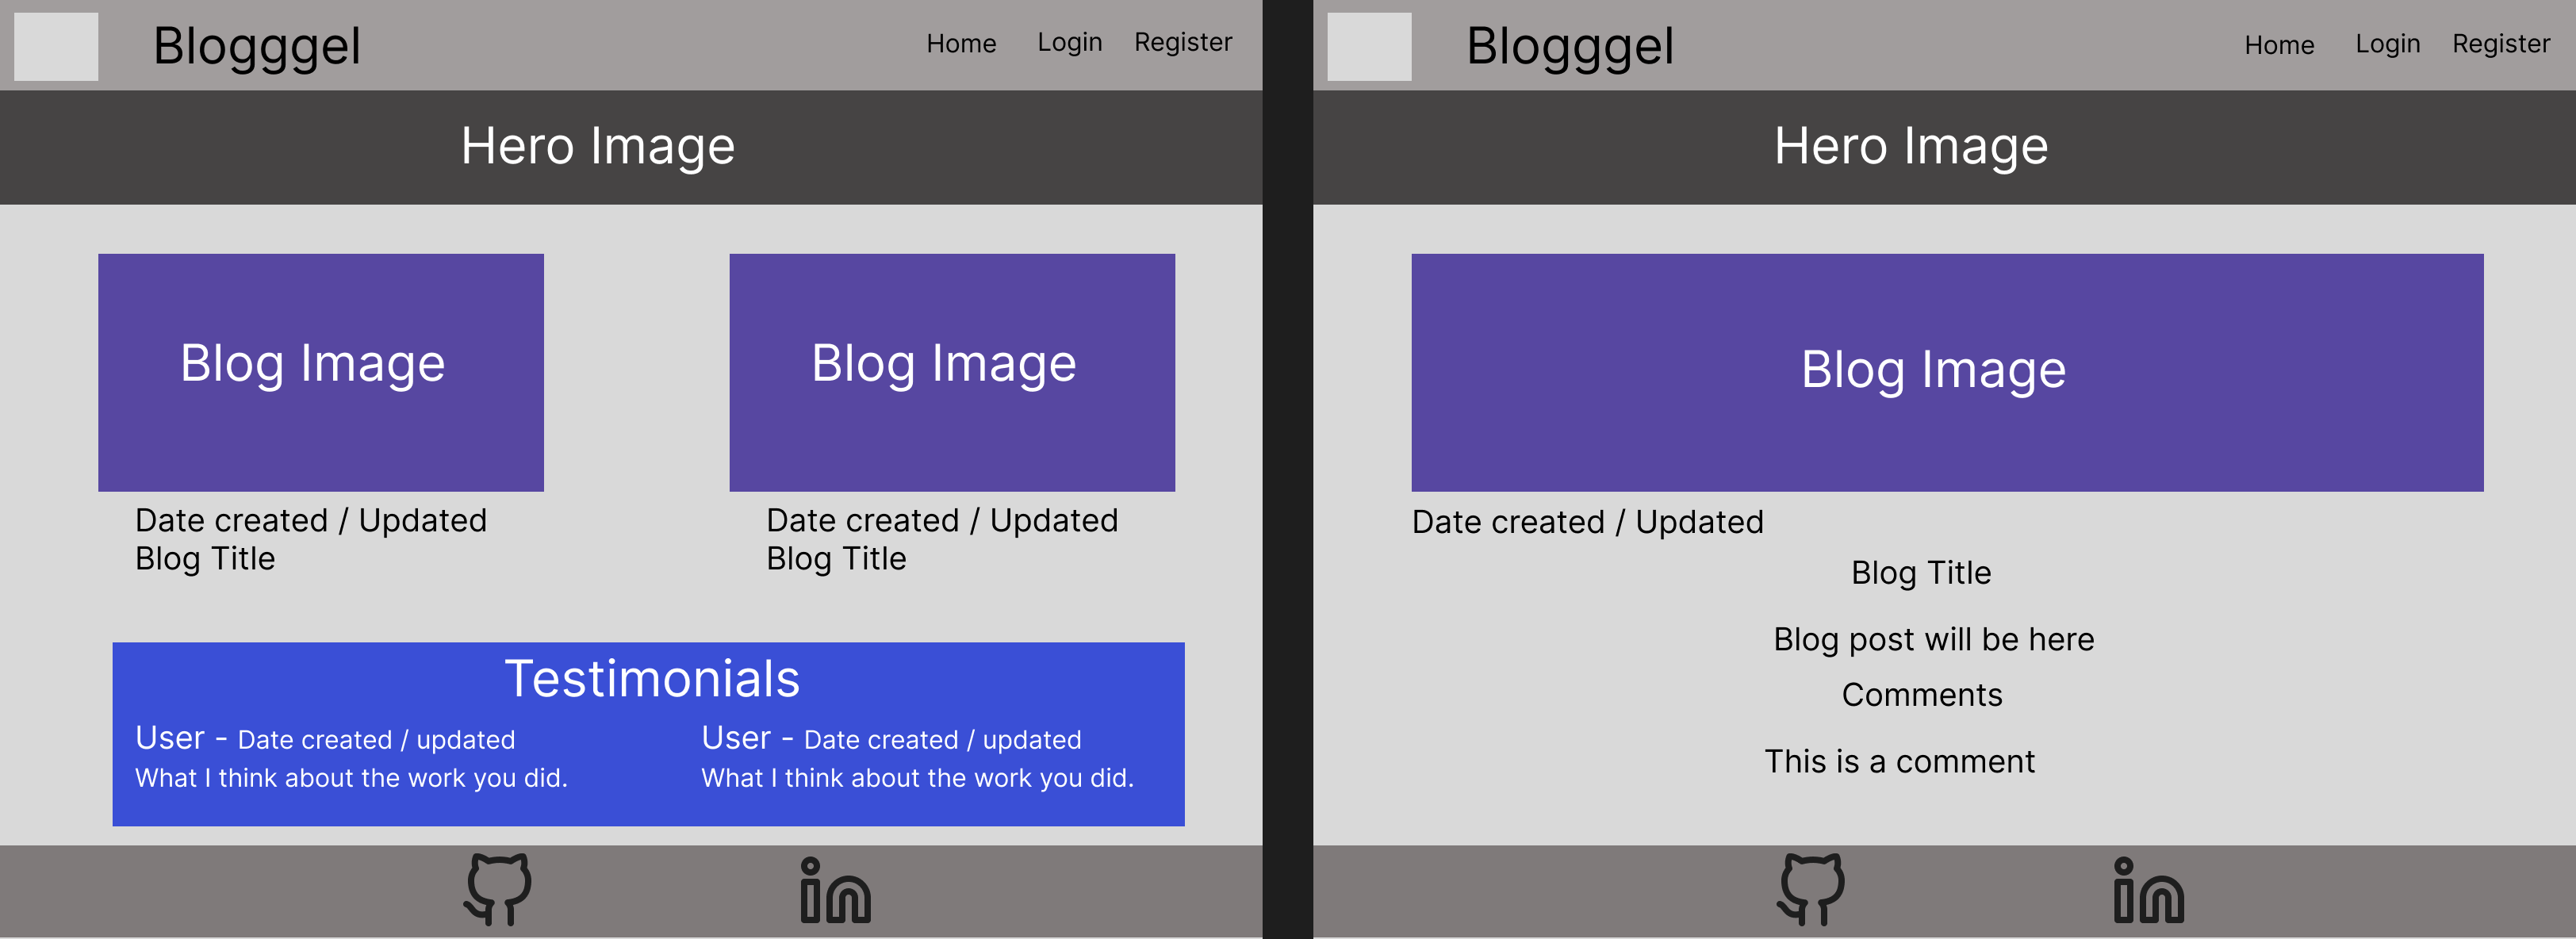 Blogggel
Home Login Register
Hero Image
Blog Image
Date created / Updated
Blog Title
Blog Image
Date created / Updated
Blog Title
Testimonials
User - Date created / updated
What I think about the work you did.
User - Date created / updated
What I think about the work you did.
Blogggel
Home Login Register
Hero Image
Blog Image
Date created / Updated
Blog Title
Blog post will be here
Comments
This is a comment